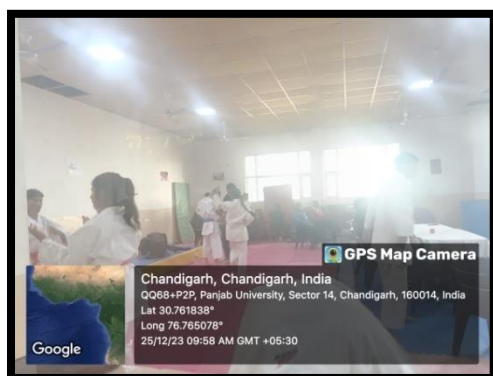 GPS Map Camera
Chandigarh, Chandigarh, India
QQ68+P2P, Panjab University, Sector 14, Chandigarh, 160014, India
Lat 30.761838°
Long 76.765078°
25/12/23 09:58 AM GMT +05:30
Google